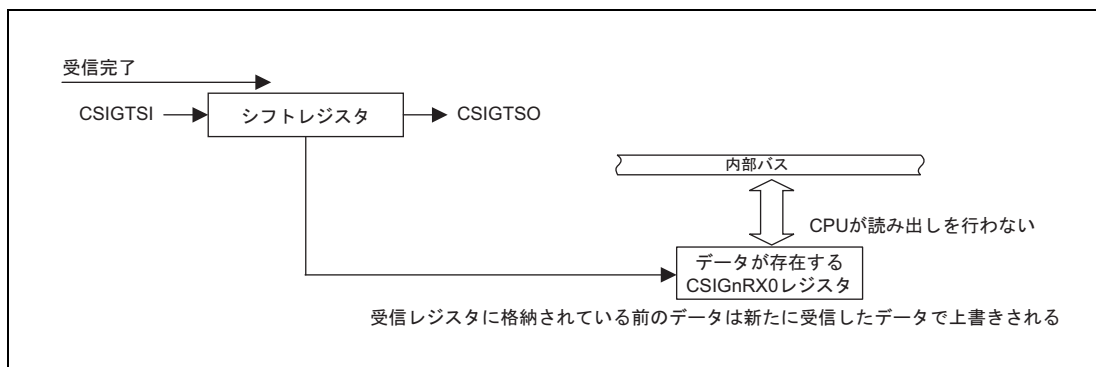 受信完了
CSIGTSI
シフトレジスタ
CSIGTSO
内部バス
CPUが読み出しを行わない
データが存在する
CSIGnRX0レジスタ
受信レジスタに格納されている前のデータは新たに受信したデータで上書きされる